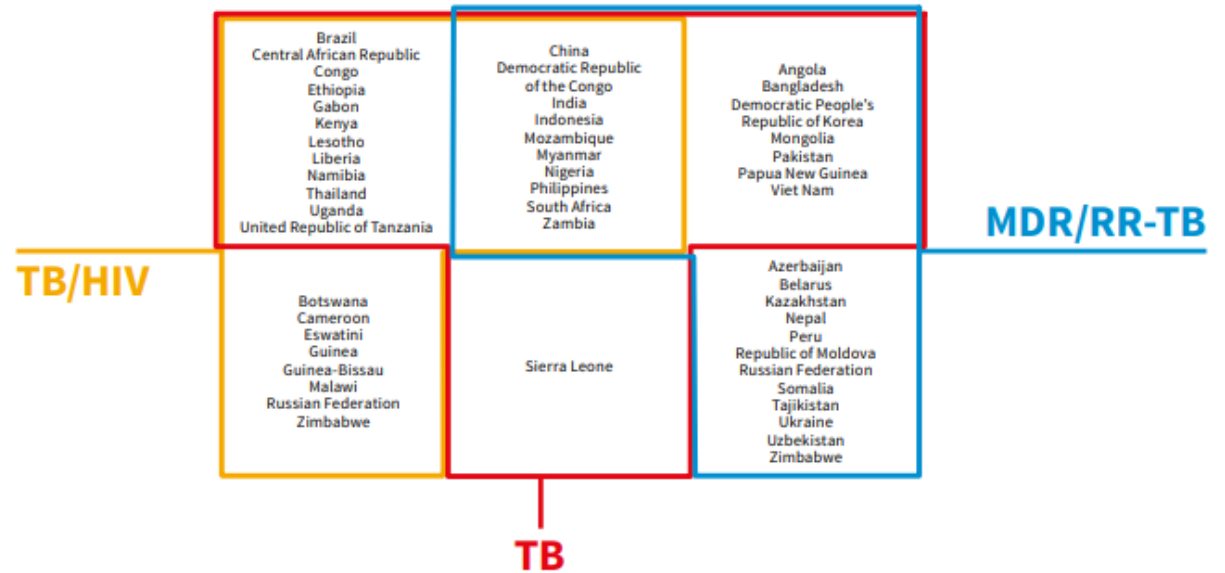 Brazil
Central African Republic
Congo
Ethiopia
Gabon
Kenya
Lesotho
Liberia
Namibia
Thailand
Uganda
United Republic of Tanzania
China
Democratic Republic
of the Congo
India
Indonesia
Mozambique
Myanmar
Nigeria
Philippines
South Africa
Zambia
Angola
Bangladesh
Democratic People's
Republic of Korea
Mongolia
Pakistan
Papua New Guinea
Viet Nam
MDR/RR-TB
TB/HIV
Botswana
Cameroon
Eswatini
Guinea
Guinea-Bissau
Malawi
Russian Federation
Zimbabwe
Sierra Leone
Azerbaijan
Belarus
Kazakhstan
Nepal
Peru
Republic of Moldova
Russian Federation
Somalia
Tajikistan
Ukraine
Uzbekistan
Zimbabwe
TB